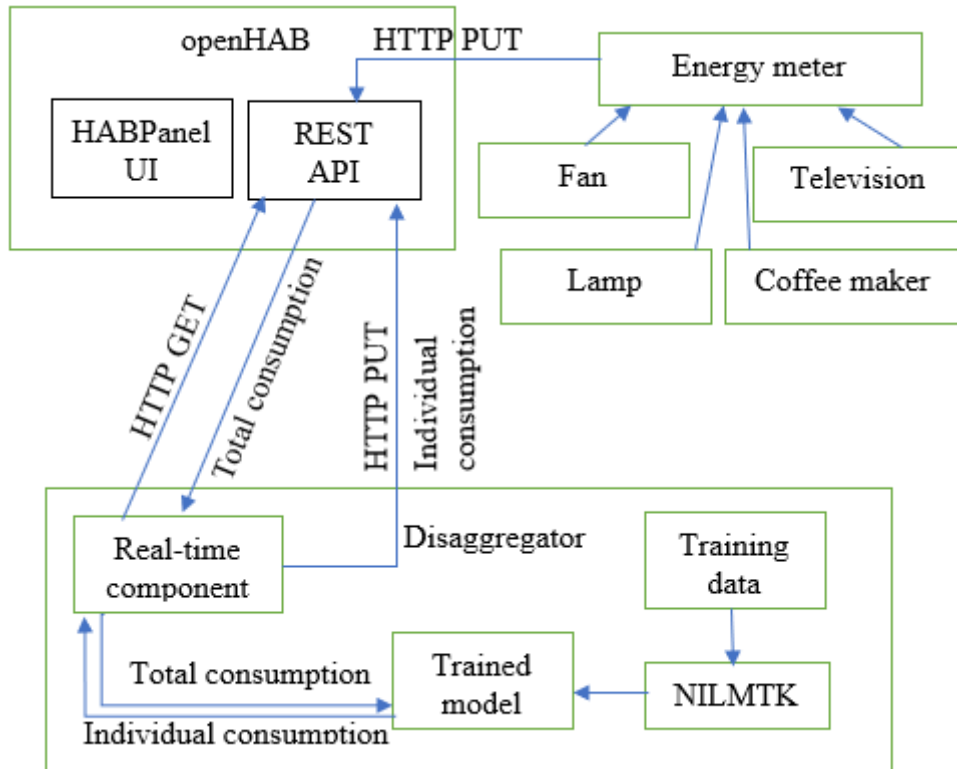 openHAB
HTTP PUT
Energy meter
HABPanel
UI
REST
API
Fan
Television
Lamp
Coffee maker
HTTP GET
Total consumption
HTTP PUT
Individual
consumption
Real-time
component
Disaggregator
Training
data
Total consumption
Trained
model
NILMTK
Individual consumption